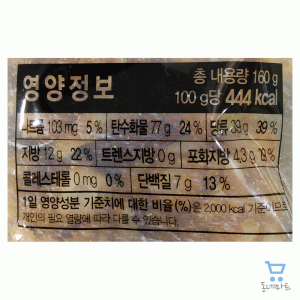 영양정보
총 내용량 160 g
100 g당 444 kcal
나트륨 103 mg 5 % 탄수화물 77 g 24 % 당류 39 g 39 %
지방 12 g 22 % 트랜스지방 0 g 포화지방 4.3 g
콜레스테롤 0 mg 0 % 단백질 7 g 13 %
1일 영양성분 기준치에 대한 비율(%)은 2,000 kcal 기준이므로
개인의 필요 열량에 따라 다를 수 있습니다.
동네마트